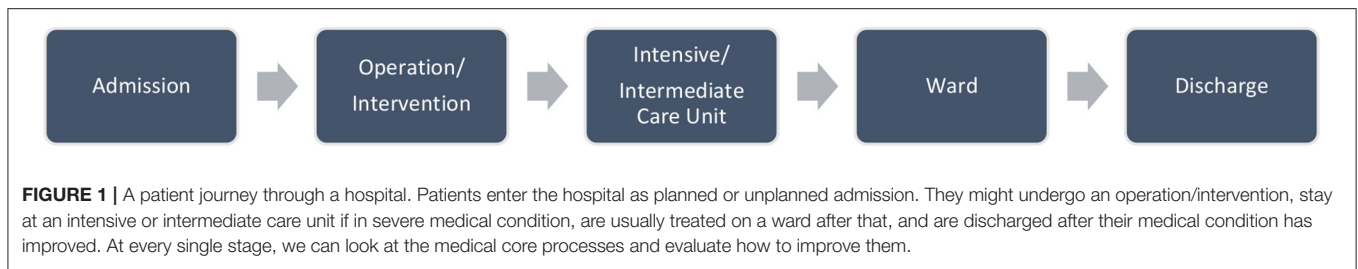 Admission
Operation/
Intervention
Intensive/
Intermediate
Care Unit
Ward
Discharge
FIGURE 1 | A patient journey through a hospital. Patients enter the hospital as planned or unplanned admission. They might undergo an operation/intervention, stay
at an intensive or intermediate care unit if in severe medical condition, are usually treated on a ward after that, and are discharged after their medical condition has
improved. At every single stage, we can look at the medical core processes and evaluate how to improve them.